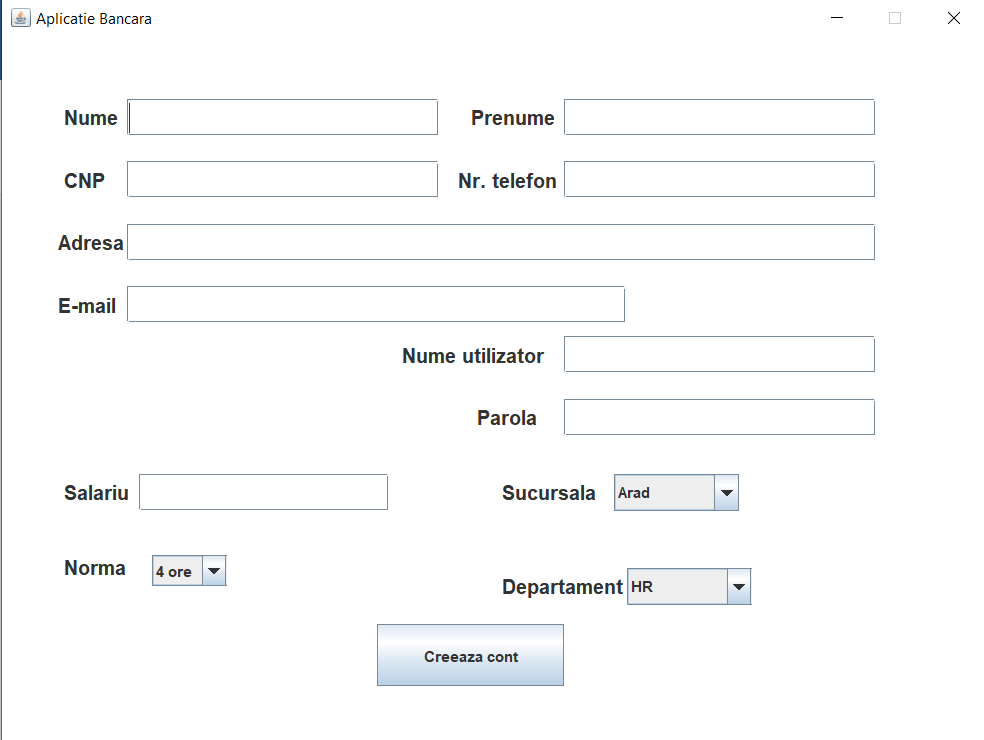 Aplicatie Bancara
Nume Prenume
CNP Nr. telefon
Adresa
E-mail
Nume utilizator
Parola
Salariu Sucursala Arad
Norma 4 ore
Departament HR
Creeaza cont